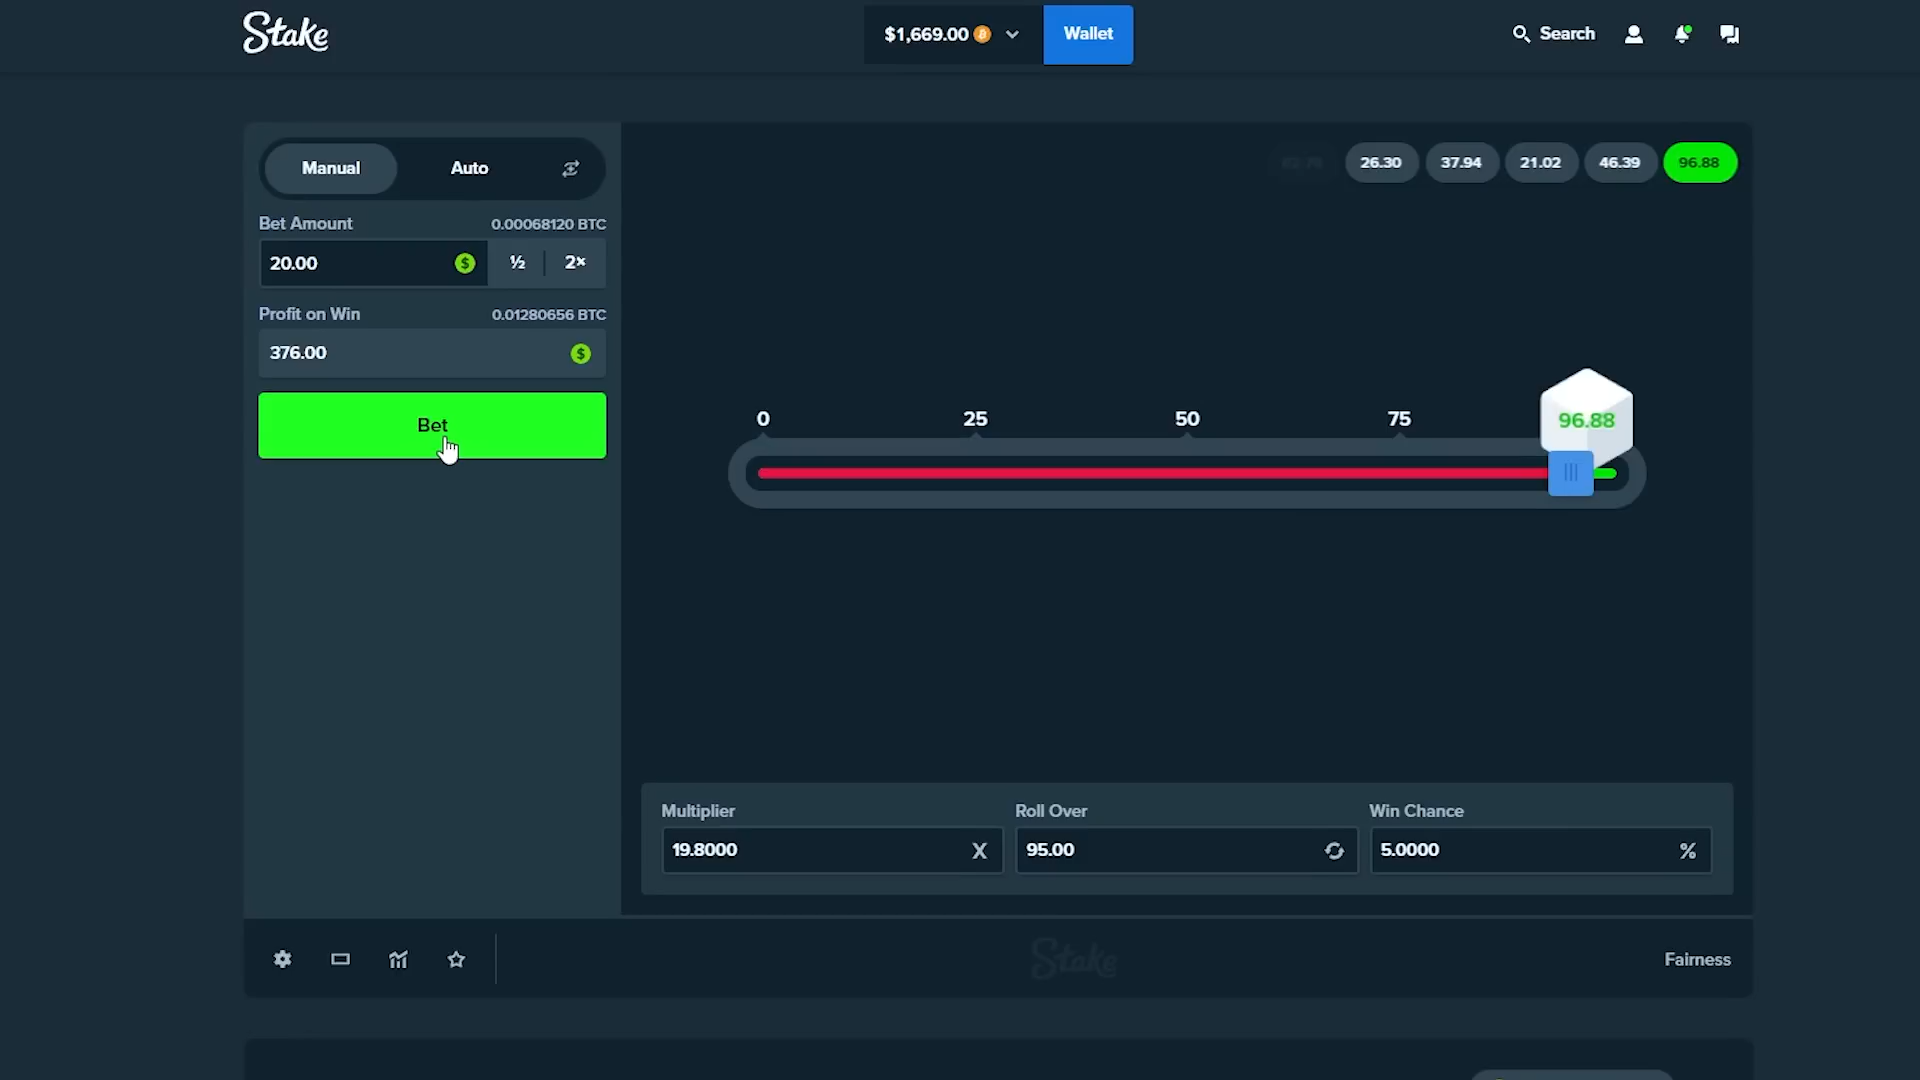 Stake
$1,669.00
Wallet
Search
Manual
Auto
26.30
37.94
21.02
46.39
96.88
Bet Amount
0.00068120 BTC
20.00
$
½
2×
Profit on Win
0.01280656 BTC
376.00
$
Bet
0
25
50
75
96.88
Multiplier
Roll Over
Win Chance
19.8000
X
95.00
5.0000
%
Stake
Fairness